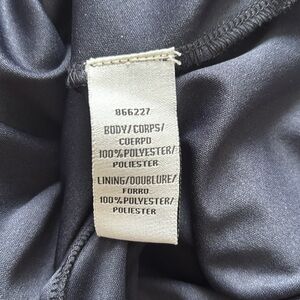 866227
BODY/CORPS/
CUERPO
100%POLYESTER/
POLIESTER
LINING/DOUBLURE/
FORRO
100%POLYESTER/
POLIESTER